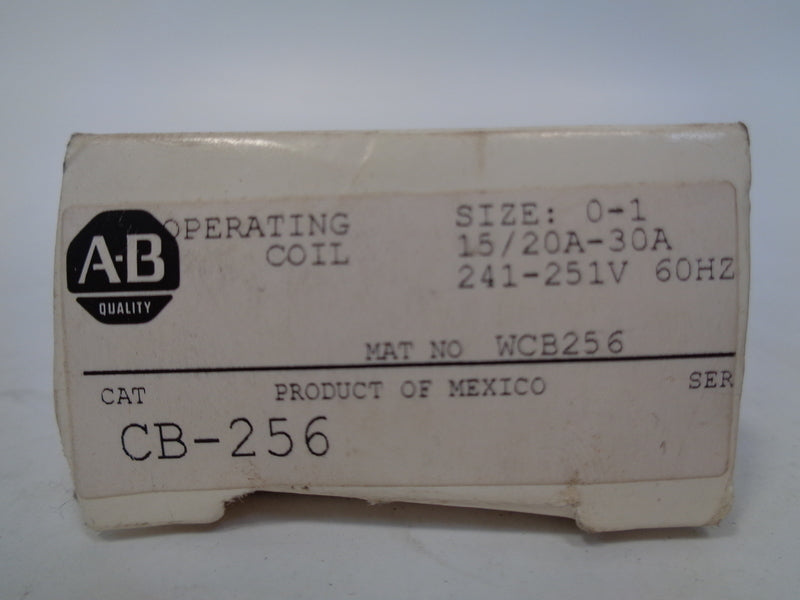 A-B
QUALITY
OPERATING
COIL
SIZE: 0-1
15/20A-30A
241-251V 60HZ
MAT NO WCB256
CAT PRODUCT OF MEXICO SER
CB-256